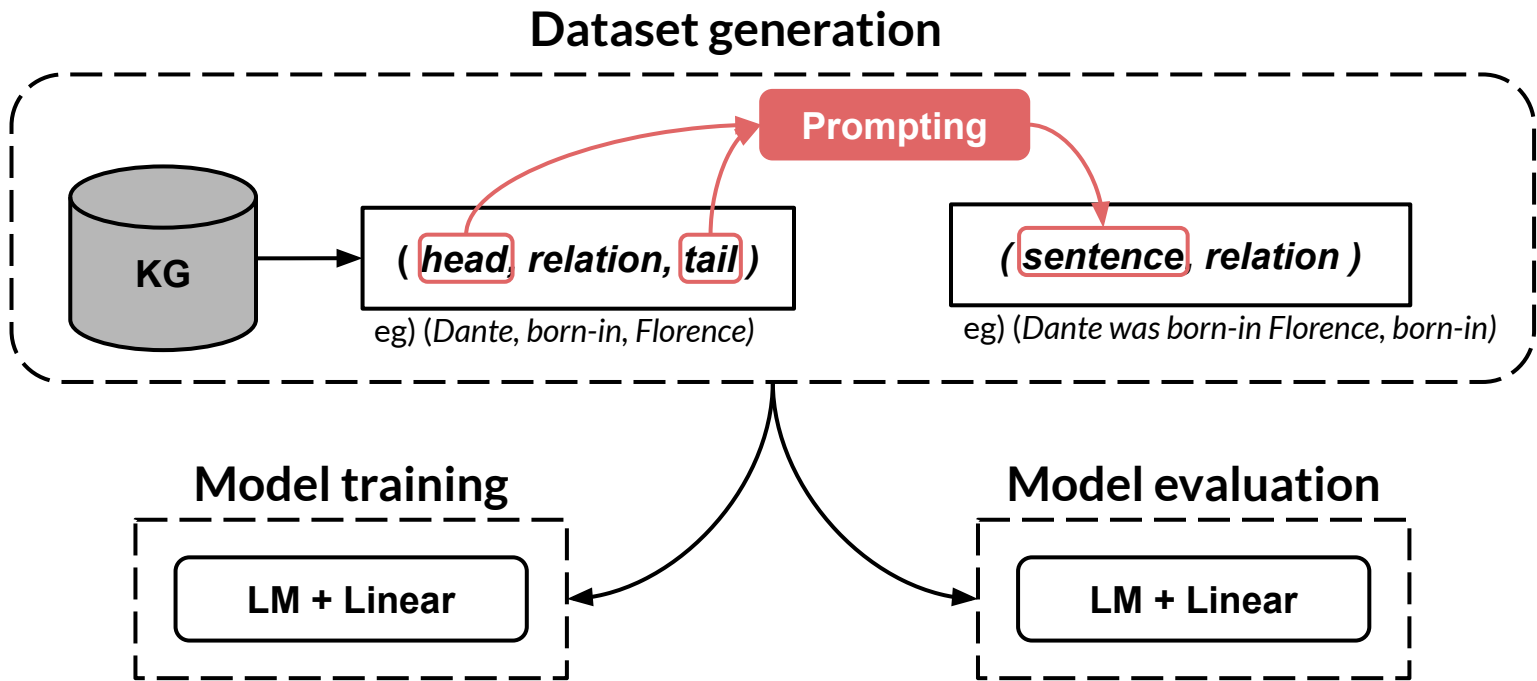 Dataset generation
Prompting
KG
( head, relation, tail )
( sentence, relation )
eg) (Dante, born-in, Florence)
eg) (Dante was born-in Florence, born-in)
Model training
Model evaluation
LM + Linear
LM + Linear